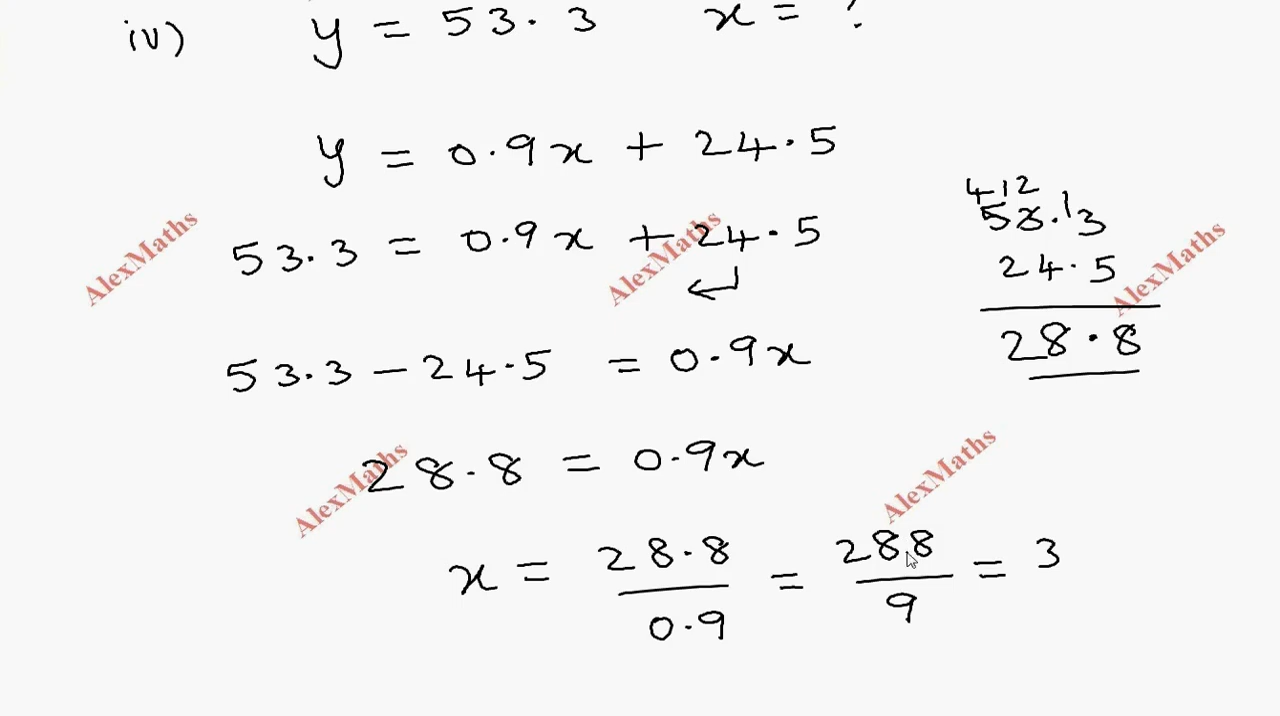 iv) y = 53.3 x = ?
y = 0.9x + 24.5
53.3 = 0.9x + 24.5
53.3 - 24.5 = 0.9x
28.8 = 0.9x
x = 28.8/0.9 = 288/9 = 3
4 12
53.13
24.5
28.8
AlexMaths
AlexMaths
AlexMaths
AlexMaths
AlexMaths